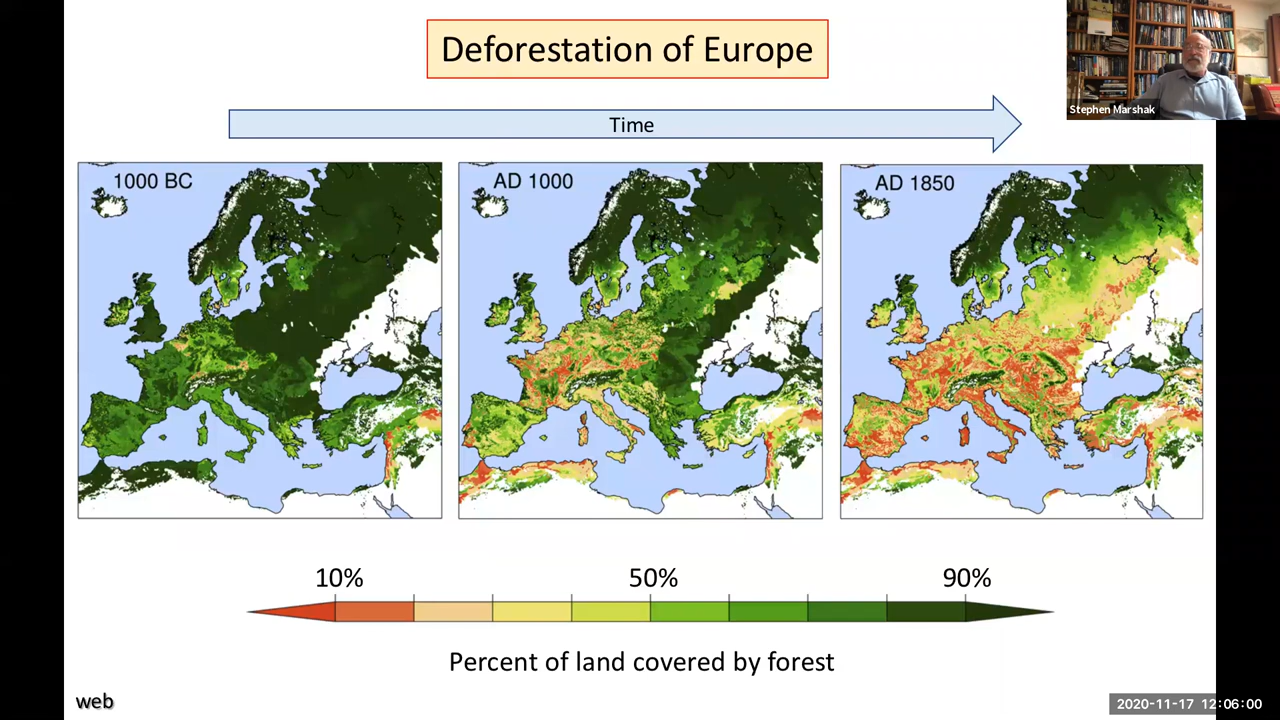 Deforestation of Europe
Stephen Marshak
Time
1000 BC
AD 1000
AD 1850
10%
50%
90%
Percent of land covered by forest
web
2020-11-17 12:06:00